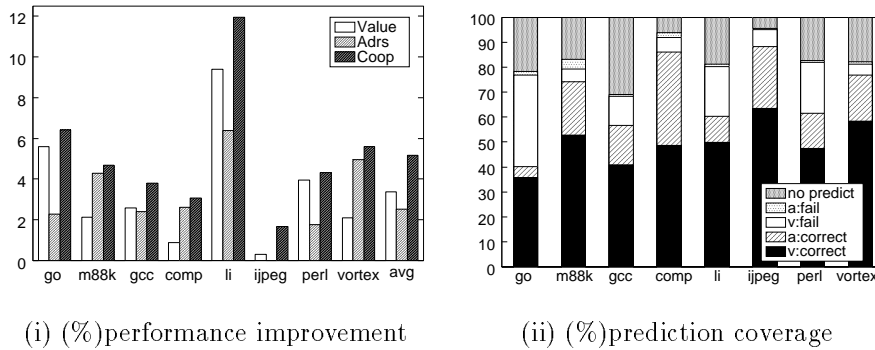 12
10
8
6
4
2
0
Value
Adrs
Coop
go m88k gcc comp li ijpeg perl vortex avg
(i) (%)performance improvement
100
90
80
70
60
50
40
30
20
10
0
no predict
a:fail
v:fail
a:correct
v:correct
go m88k gcc comp li ijpeg perl vortex
(ii) (%)prediction coverage